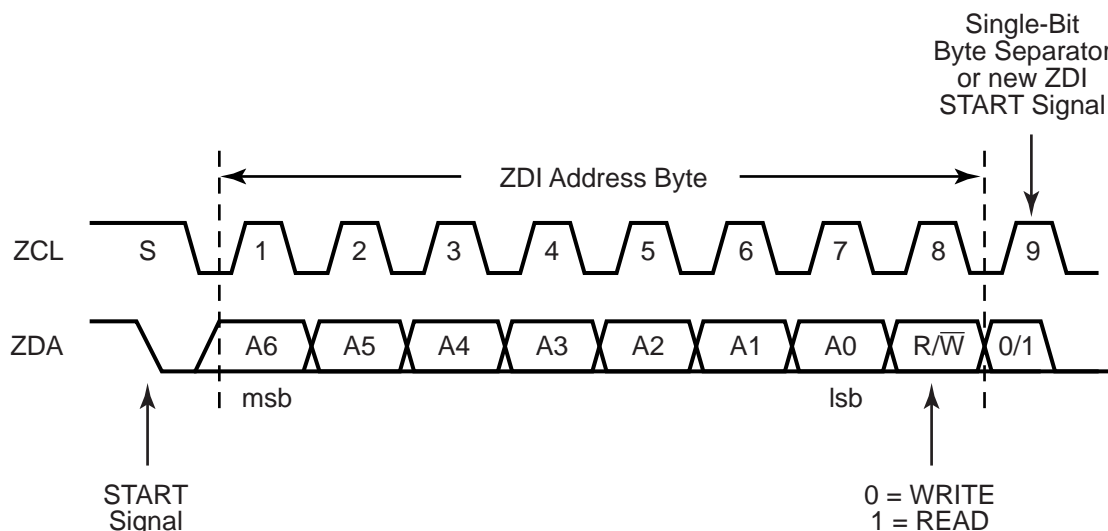 Single-Bit
Byte Separator
or new ZDI
START Signal
ZDI Address Byte
ZCL S 1 2 3 4 5 6 7 8 9
ZDA A6 A5 A4 A3 A2 A1 A0 R/W̅ 0/1
msb lsb
START
Signal
0 = WRITE
1 = READ